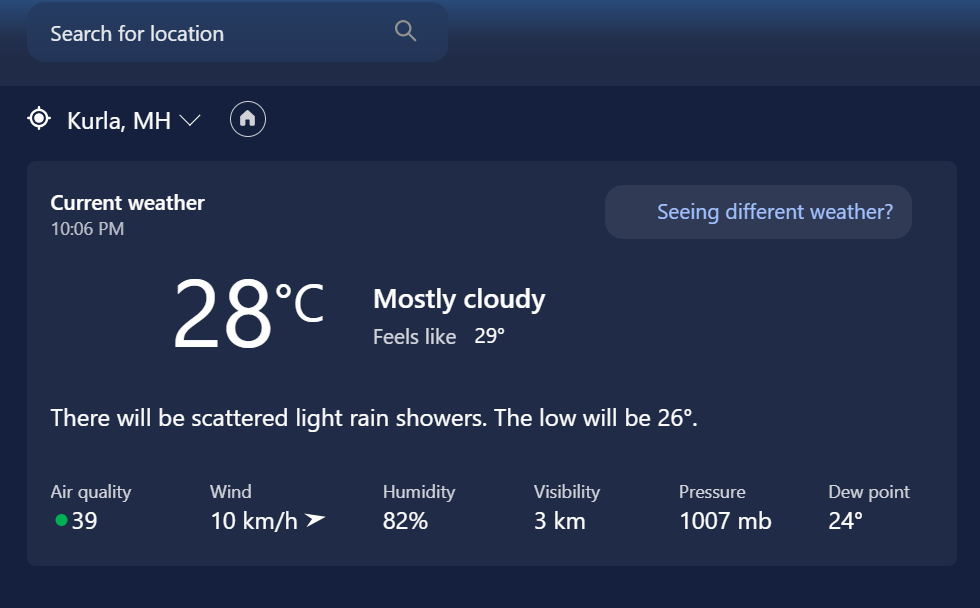 Search for location
Kurla, MH
Current weather
10:06 PM
Seeing different weather?
28°C
Mostly cloudy
Feels like 29°
There will be scattered light rain showers. The low will be 26°.
Air quality Wind Humidity Visibility Pressure Dew point
39 10 km/h 82% 3 km 1007 mb 24°